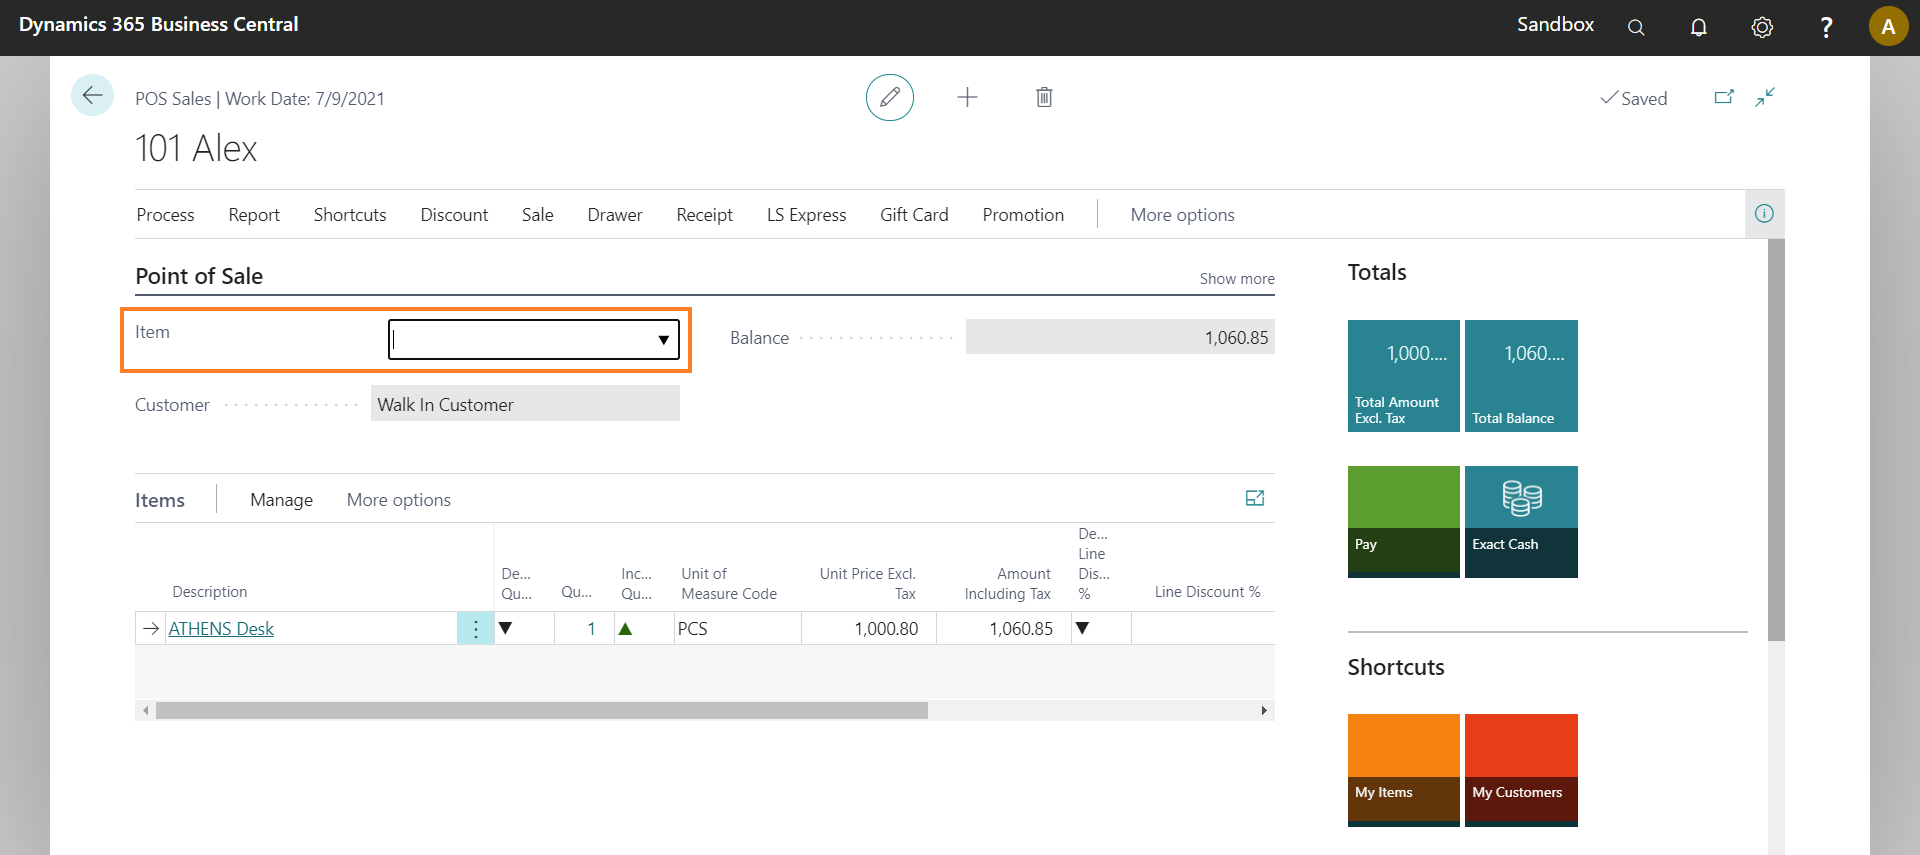 Dynamics 365 Business Central
Sandbox
A
POS Sales | Work Date: 7/9/2021
Saved
101 Alex
Process Report Shortcuts Discount Sale Drawer Receipt LS Express Gift Card Promotion More options
Point of Sale
Show more
Item
Balance 1,060.85
Customer Walk In Customer
Items Manage More options
Description
De... Qu...
Qu...
Inc... Qu...
Unit of Measure Code
Unit Price Excl. Tax
Amount Including Tax
De... Line Dis... %
Line Discount %
ATHENS Desk 1 PCS 1,000.80 1,060.85
Totals
1,000....
Total Amount
Excl. Tax
1,060....
Total Balance
Pay
Exact Cash
Shortcuts
My Items
My Customers